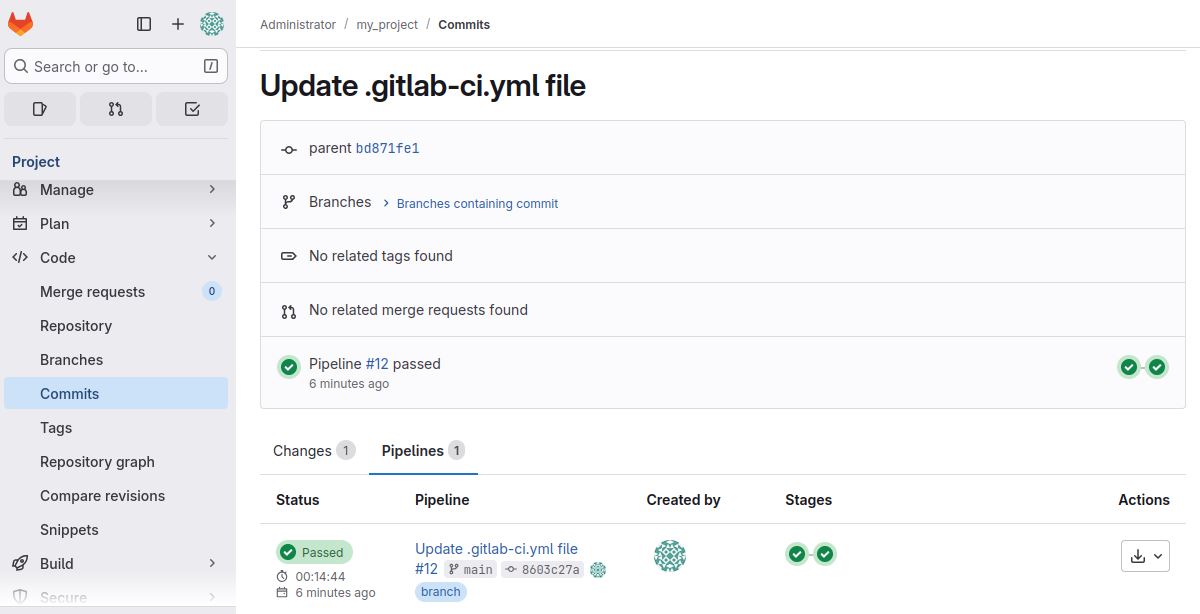 Administrator / my_project / Commits
Search or go to... /
Project
Manage
Plan
Code
Merge requests 0
Repository
Branches
Commits
Tags
Repository graph
Compare revisions
Snippets
Build
Secure
Update .gitlab-ci.yml file
parent bd871fe1
Branches Branches containing commit
No related tags found
No related merge requests found
Pipeline #12 passed
6 minutes ago
Changes 1 Pipelines 1
Status Pipeline Created by Stages Actions
Passed
00:14:44
6 minutes ago
Update .gitlab-ci.yml file
#12 main 8603c27a
branch